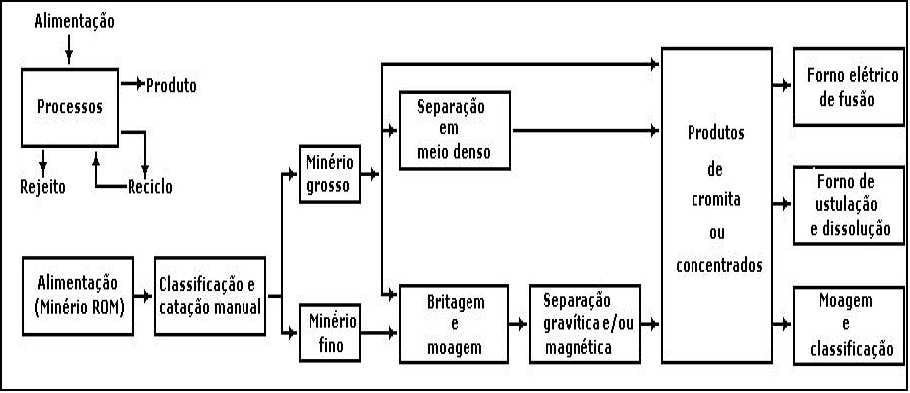 Alimentação
Processos
Produto
Rejeito
Reciclo
Alimentação
(Minério ROM)
Classificação e
catação manual
Minério
grosso
Minério
fino
Separação
em
meio denso
Britagem
e
moagem
Separação
gravítica e/ou
magnética
Produtos
de
cromita
ou
concentrados
Forno elétrico
de fusão
Forno de
ustulação
e dissolução
Moagem
e
classificação